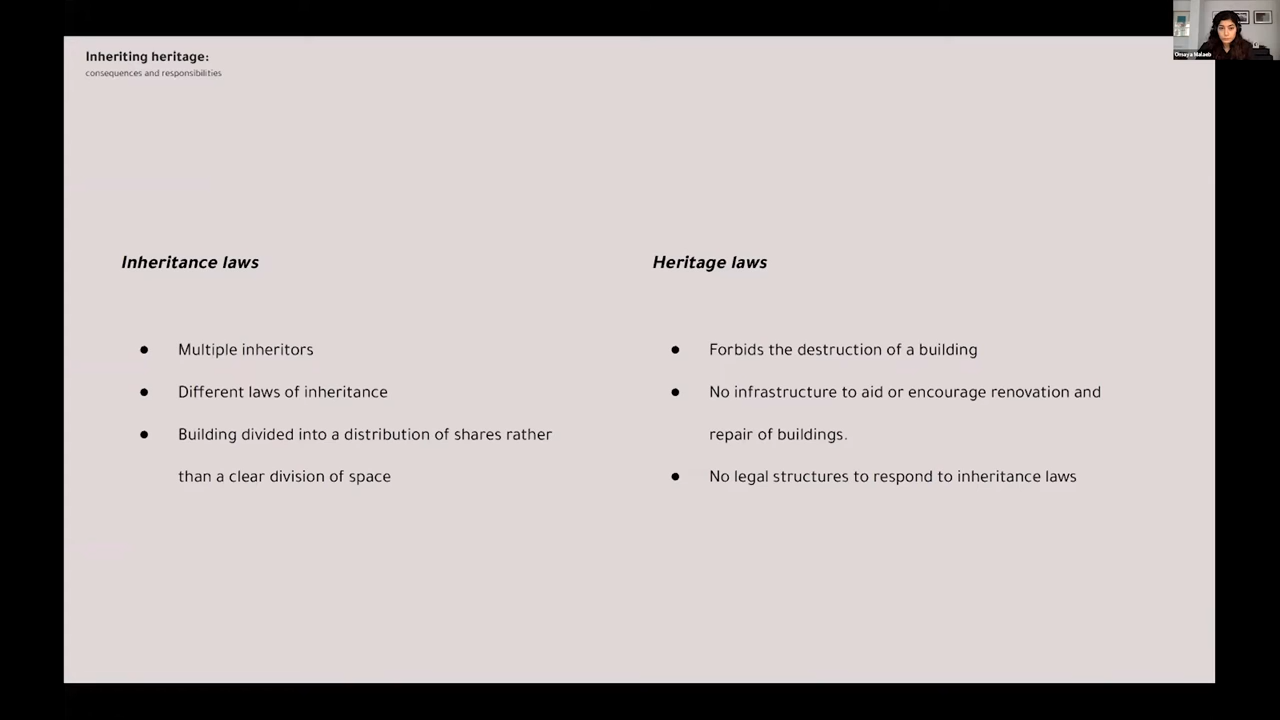 Inheriting heritage:
consequences and responsibilities
Inheritance laws
● Multiple inheritors
● Different laws of inheritance
● Building divided into a distribution of shares rather
than a clear division of space
Heritage laws
● Forbids the destruction of a building
● No infrastructure to aid or encourage renovation and
repair of buildings.
● No legal structures to respond to inheritance laws
Malaeb